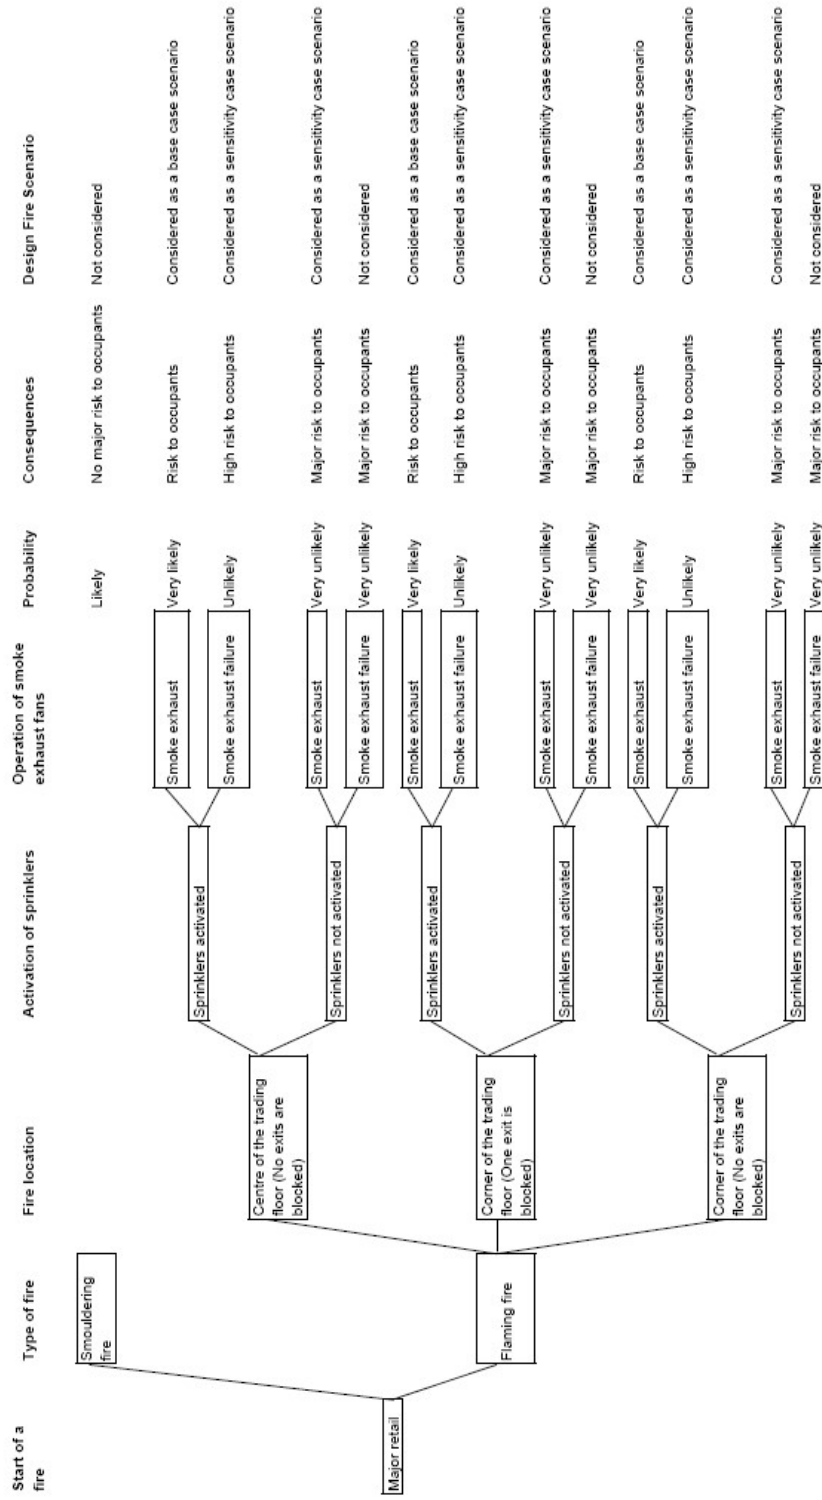 Start of a
fire
Type of fire
Fire location
Activation of sprinklers
Operation of smoke
exhaust fans
Probability
Consequences
Design Fire Scenario
Smouldering
fire
Likely
No major risk to occupants
Not considered
Smoke exhaust
Very likely
Risk to occupants
Considered as a base case scenario
Sprinklers activated
Smoke exhaust failure
Unlikely
High risk to occupants
Considered as a sensitivity case scenario
Centre of the trading
floor (No exits are
blocked)
Smoke exhaust
Very unlikely
Major risk to occupants
Considered as a sensitivity case scenario
Sprinklers not activated
Smoke exhaust failure
Very unlikely
Major risk to occupants
Not considered
Major retail
Smoke exhaust
Very likely
Risk to occupants
Considered as a base case scenario
Sprinklers activated
Smoke exhaust failure
Unlikely
High risk to occupants
Considered as a sensitivity case scenario
Flaming fire
Corner of the trading
floor (One exit is
blocked)
Smoke exhaust
Very unlikely
Major risk to occupants
Considered as a sensitivity case scenario
Sprinklers not activated
Smoke exhaust failure
Very unlikely
Major risk to occupants
Not considered
Smoke exhaust
Very likely
Risk to occupants
Considered as a base case scenario
Sprinklers activated
Smoke exhaust failure
Unlikely
High risk to occupants
Considered as a sensitivity case scenario
Corner of the trading
floor (No exits are
blocked)
Smoke exhaust
Very unlikely
Major risk to occupants
Considered as a sensitivity case scenario
Sprinklers not activated
Smoke exhaust failure
Very unlikely
Major risk to occupants
Not considered